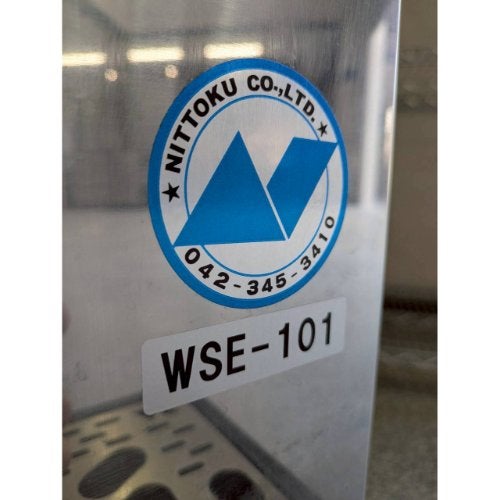 ★ NITTOKU CO.,LTD. ★
042-345-3410
WSE-101